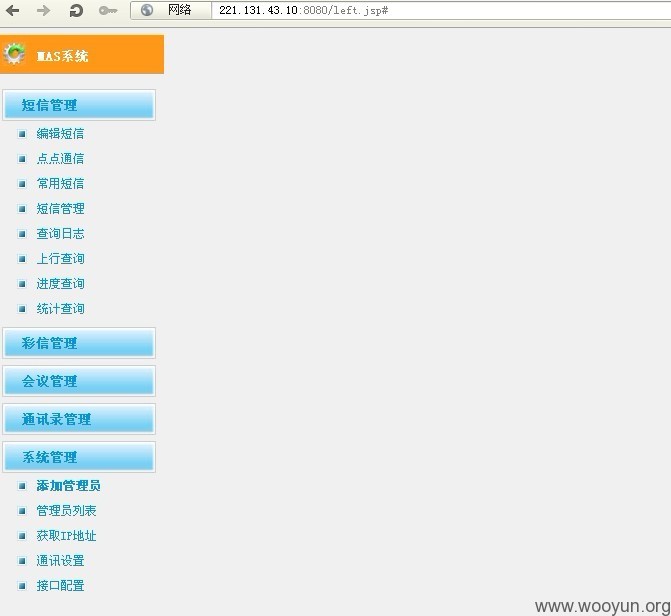 网络 221.131.43.10:8080/left.jsp#
MAS系统
短信管理
编辑短信
点点通信
常用短信
短信管理
查询日志
上行查询
进度查询
统计查询
彩信管理
会议管理
通讯录管理
系统管理
添加管理员
管理员列表
获取IP地址
通讯设置
接口配置
www.wooyun.org